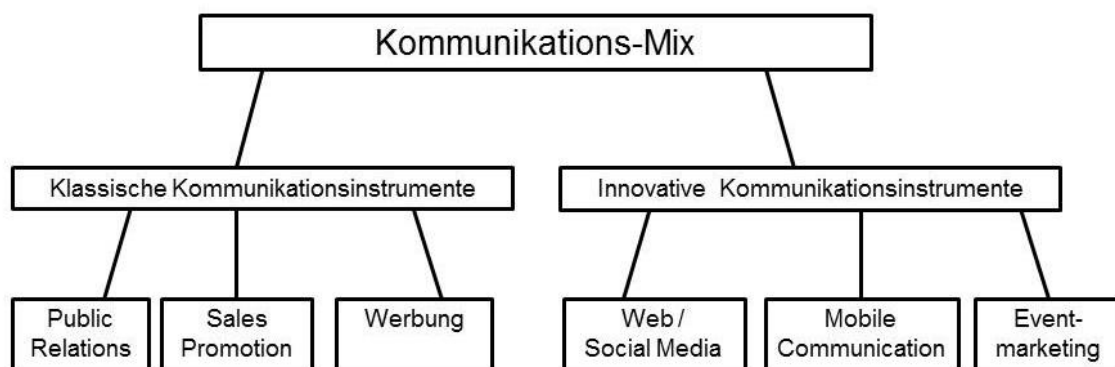 Kommunikations-Mix
Klassische Kommunikationsinstrumente
Innovative Kommunikationsinstrumente
Public
Relations
Sales
Promotion
Werbung
Web /
Social Media
Mobile
Communication
Event-
marketing